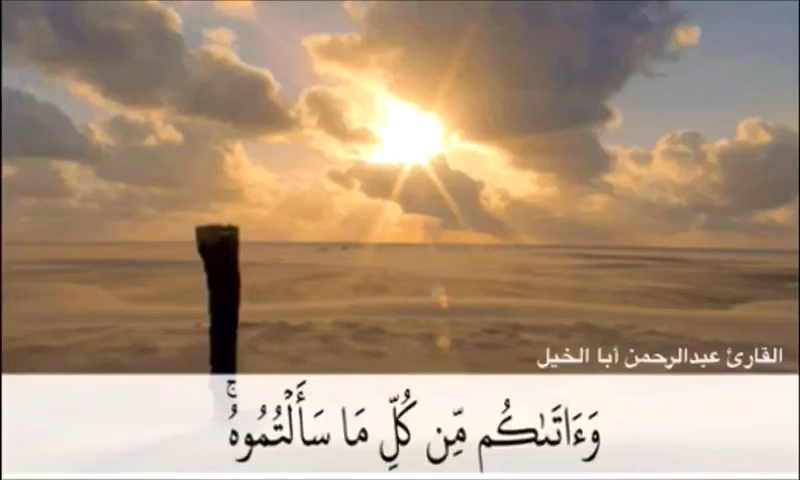 القارئ عبدالرحمن أبا الخيل
وَءَاتَىٰكُم مِّن كُلِّ مَا سَأَلْتُمُوهُۚ